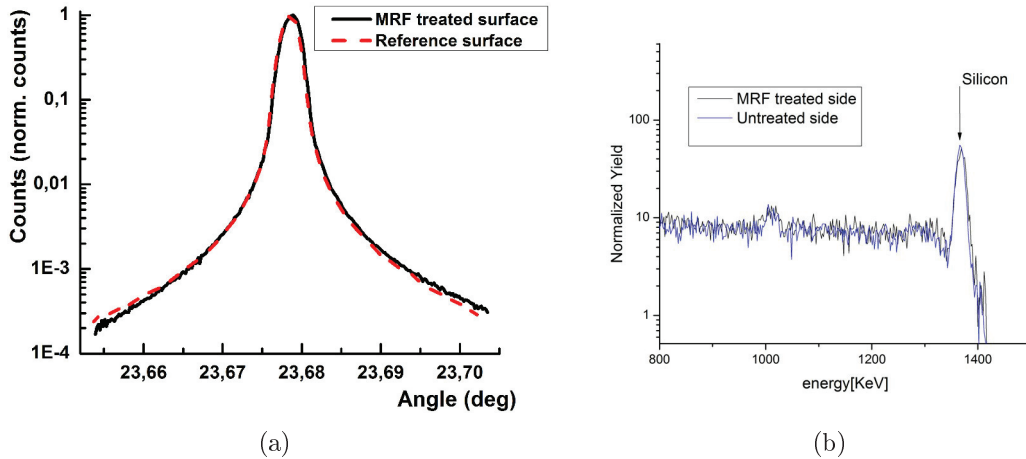 MRF treated surface
Reference surface
Counts (norm. counts)
1
0,1
0,01
1E-3
1E-4
23,66
23,67
23,68
23,69
23,70
Angle (deg)
(a)
MRF treated side
Untreated side
Silicon
Normalized Yield
100
10
1
800
1000
1200
1400
energy[KeV]
(b)